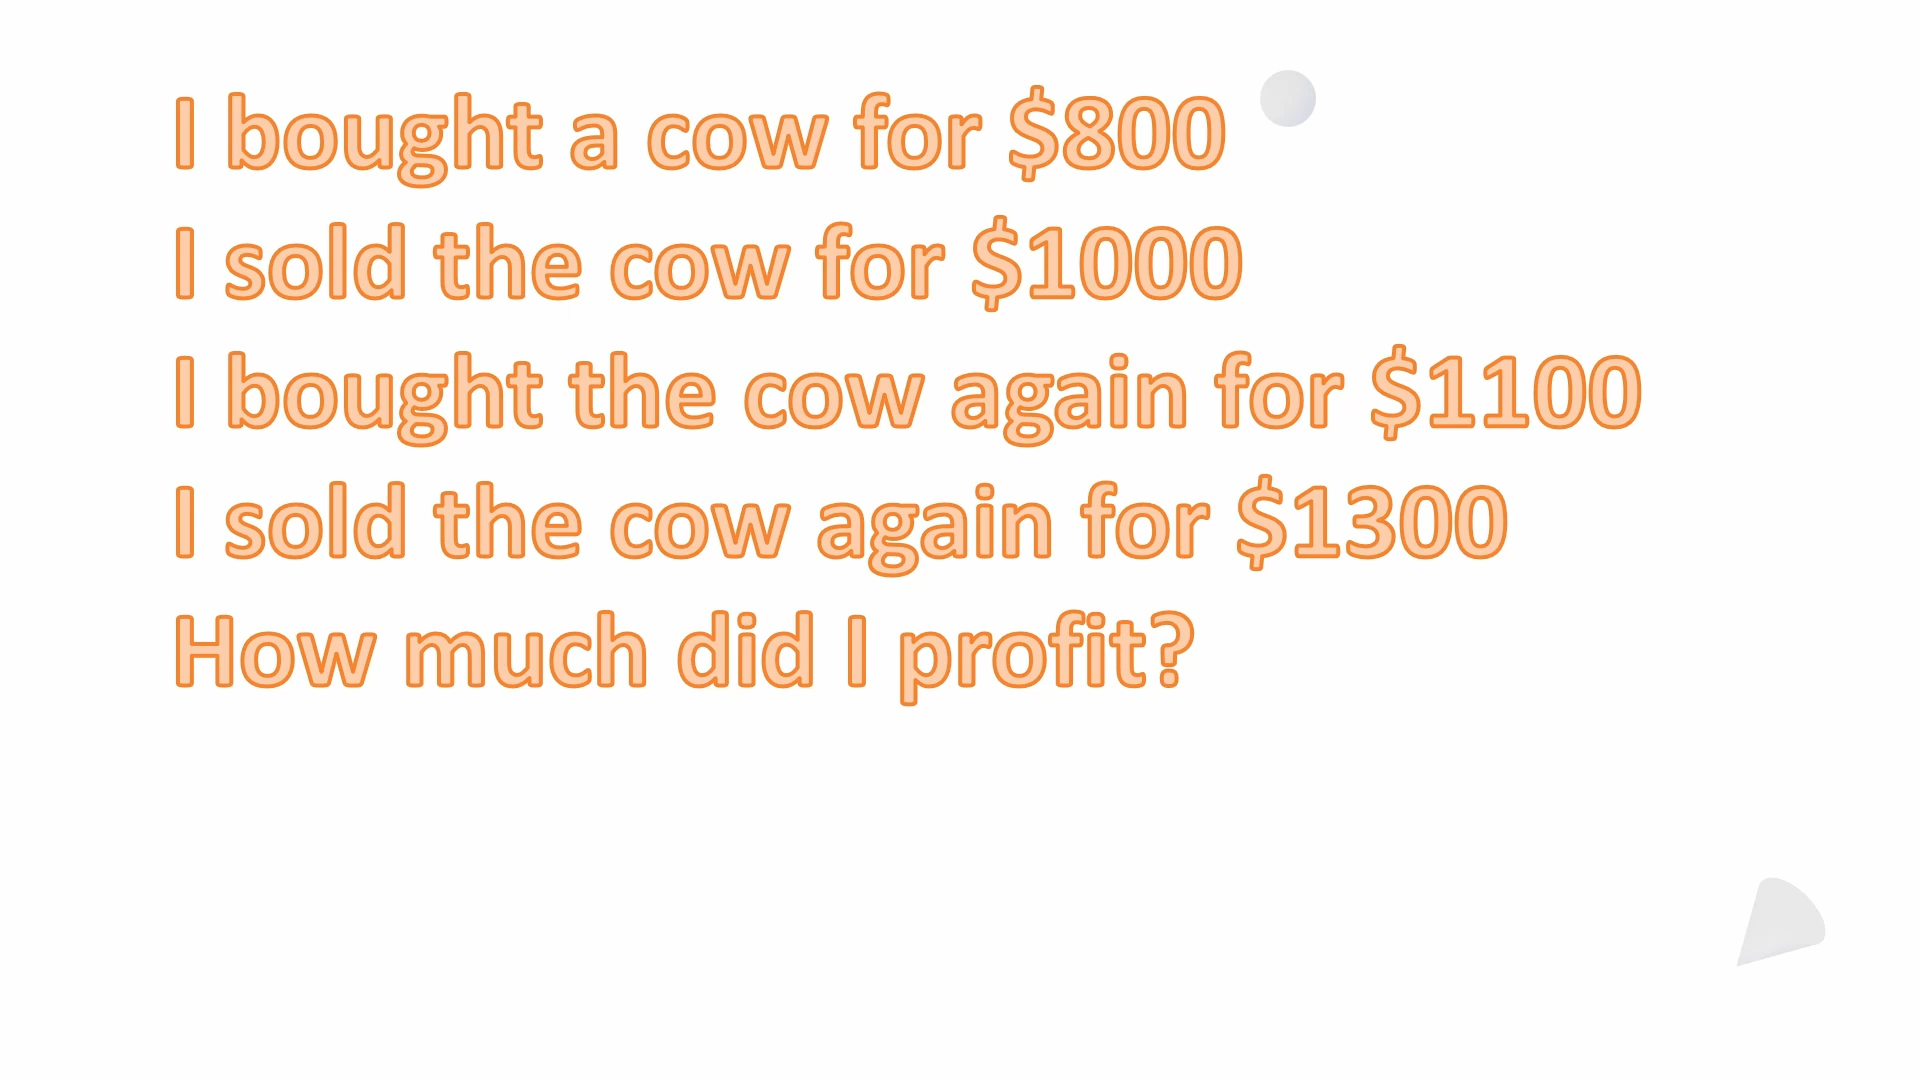 I bought a cow for $800
I sold the cow for $1000
I bought the cow again for $1100
I sold the cow again for $1300
How much did I profit?